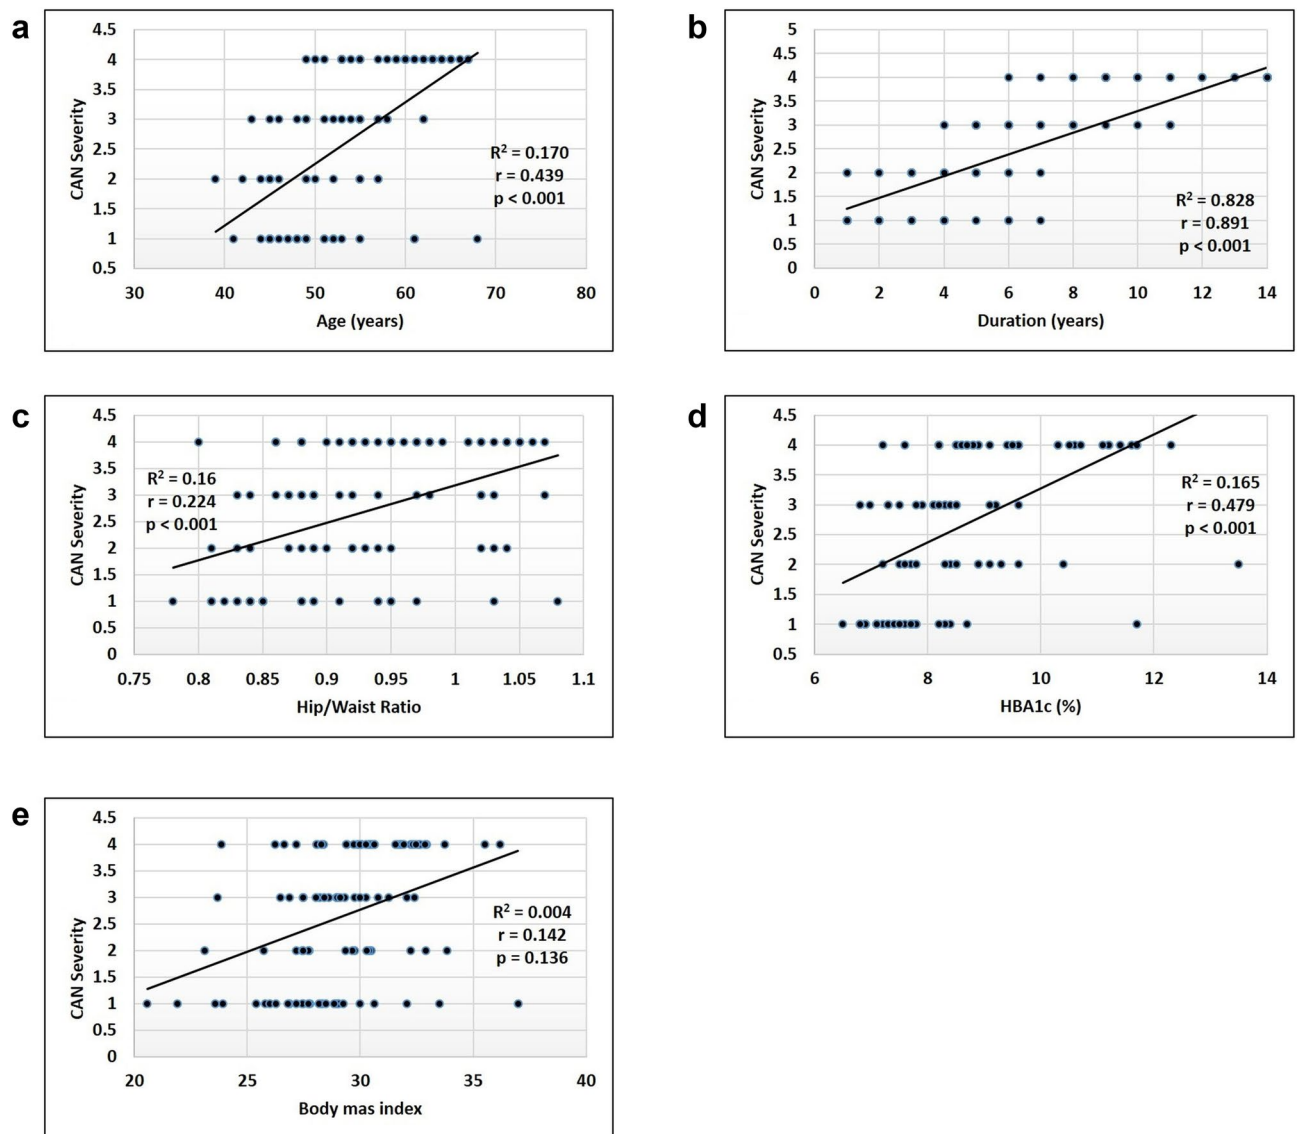 a
4.5
4
3.5
3
2.5
2
1.5
1
0.5
CAN Severity
R² = 0.170
r = 0.439
p < 0.001
30 40 50 60 70 80
Age (years)
b
5
4.5
4
3.5
3
2.5
2
1.5
1
0.5
0
CAN Severity
R² = 0.828
r = 0.891
p < 0.001
0 2 4 6 8 10 12 14
Duration (years)
c
4.5
4
3.5
3
2.5
2
1.5
1
0.5
0
CAN Severity
R² = 0.16
r = 0.224
p < 0.001
0.75 0.8 0.85 0.9 0.95 1 1.05 1.1
Hip/Waist Ratio
d
4.5
4
3.5
3
2.5
2
1.5
1
0.5
CAN Severity
R² = 0.165
r = 0.479
p < 0.001
6 8 10 12 14
HBA1c (%)
e
4.5
4
3.5
3
2.5
2
1.5
1
0.5
0
CAN Severity
R² = 0.004
r = 0.142
p = 0.136
20 25 30 35 40
Body mas index